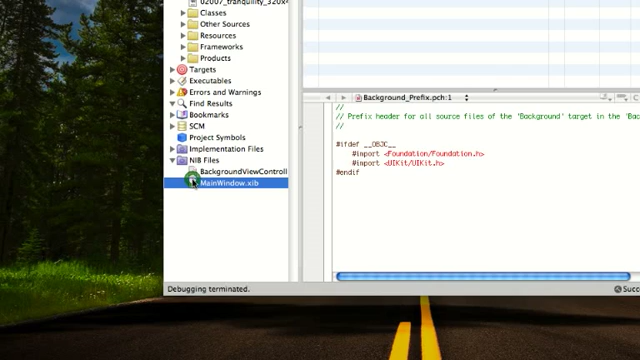 02007_tranquility_320x4
Classes
Other Sources
Resources
Frameworks
Products
Targets
Executables
Errors and Warnings
Find Results
Bookmarks
SCM
Project Symbols
Implementation Files
NIB Files
BackgroundViewControll
MainWindow.xib
Background_Prefix.pch:1
//
// Prefix header for all source files of the 'Background' target in the 'Bac
//
#ifdef __OBJC__
#import <Foundation/Foundation.h>
#import <UIKit/UIKit.h>
#endif
Debugging terminated.
Succ